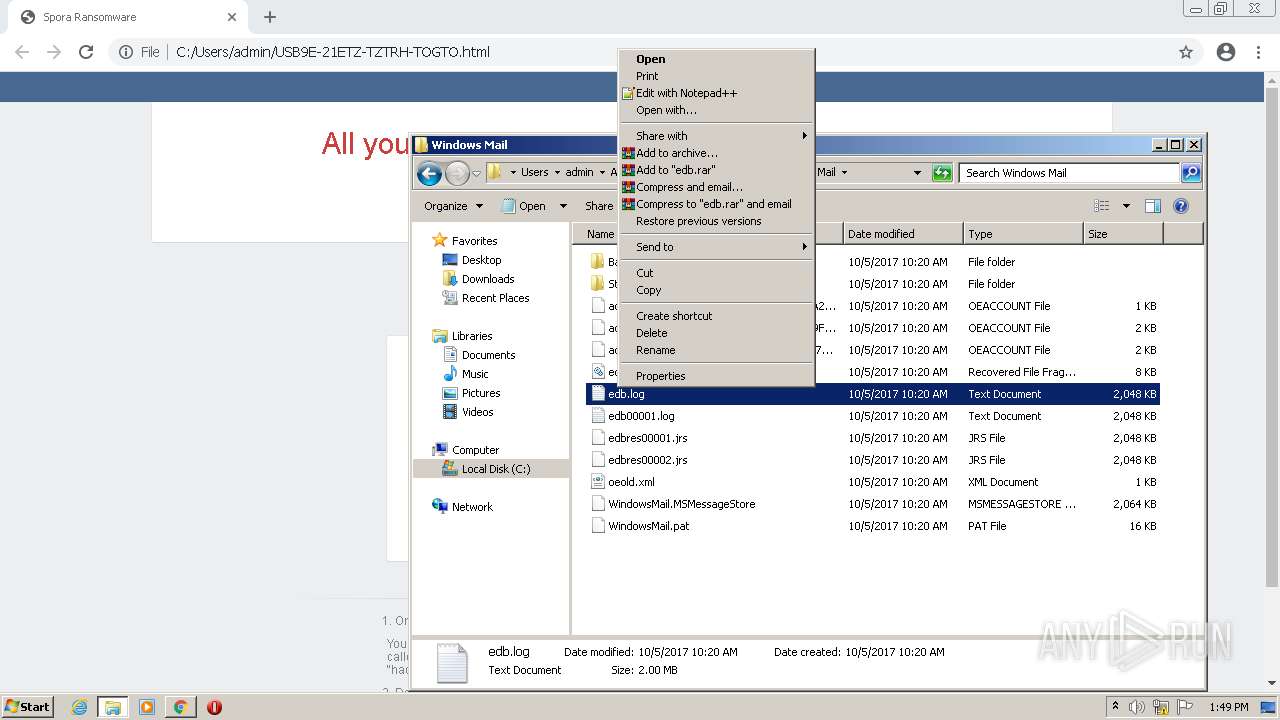 Spora Ransomware
File
C:/Users/admin/USB9E-21ETZ-TZTRH-TOGTO.html
All you
Windows Mail
Users
admin
Mail
Search Windows Mail
Organize
Open
Share
Name
Date modified
Type
Size
Favorites
Desktop
Downloads
Recent Places
Libraries
Documents
Music
Pictures
Videos
Computer
Local Disk (C:)
Network
10/5/2017 10:20 AM File folder
10/5/2017 10:20 AM File folder
10/5/2017 10:20 AM OEACCOUNT File 1 KB
10/5/2017 10:20 AM OEACCOUNT File 2 KB
10/5/2017 10:20 AM OEACCOUNT File 2 KB
10/5/2017 10:20 AM Recovered File Frag... 8 KB
edb.log 10/5/2017 10:20 AM Text Document 2,048 KB
edb00001.log 10/5/2017 10:20 AM Text Document 2,048 KB
edbres00001.jrs 10/5/2017 10:20 AM JRS File 2,048 KB
edbres00002.jrs 10/5/2017 10:20 AM JRS File 2,048 KB
oeold.xml 10/5/2017 10:20 AM XML Document 1 KB
WindowsMail.MSMessageStore 10/5/2017 10:20 AM MSMESSAGESTORE ... 2,064 KB
WindowsMail.pat 10/5/2017 10:20 AM PAT File 16 KB
Open
Print
Edit with Notepad++
Open with...
Share with
Add to archive...
Add to "edb.rar"
Compress and email...
Compress to "edb.rar" and email
Restore previous versions
Send to
Cut
Copy
Create shortcut
Delete
Rename
Properties
edb.log Date modified: 10/5/2017 10:20 AM Date created: 10/5/2017 10:20 AM
Text Document Size: 2.00 MB
You
ANY RUN
Start
1:49 PM